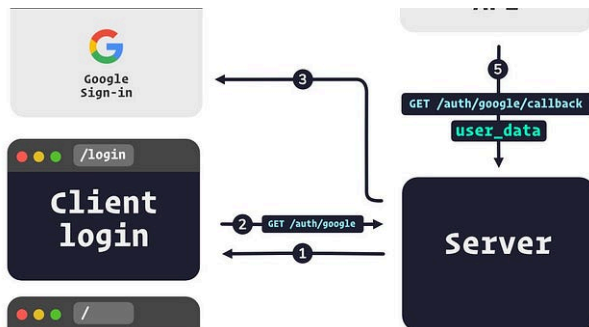 Google
Sign-in
3
5
GET /auth/google/callback
user_data
/login
Client
login
2
GET /auth/google
1
Server
/